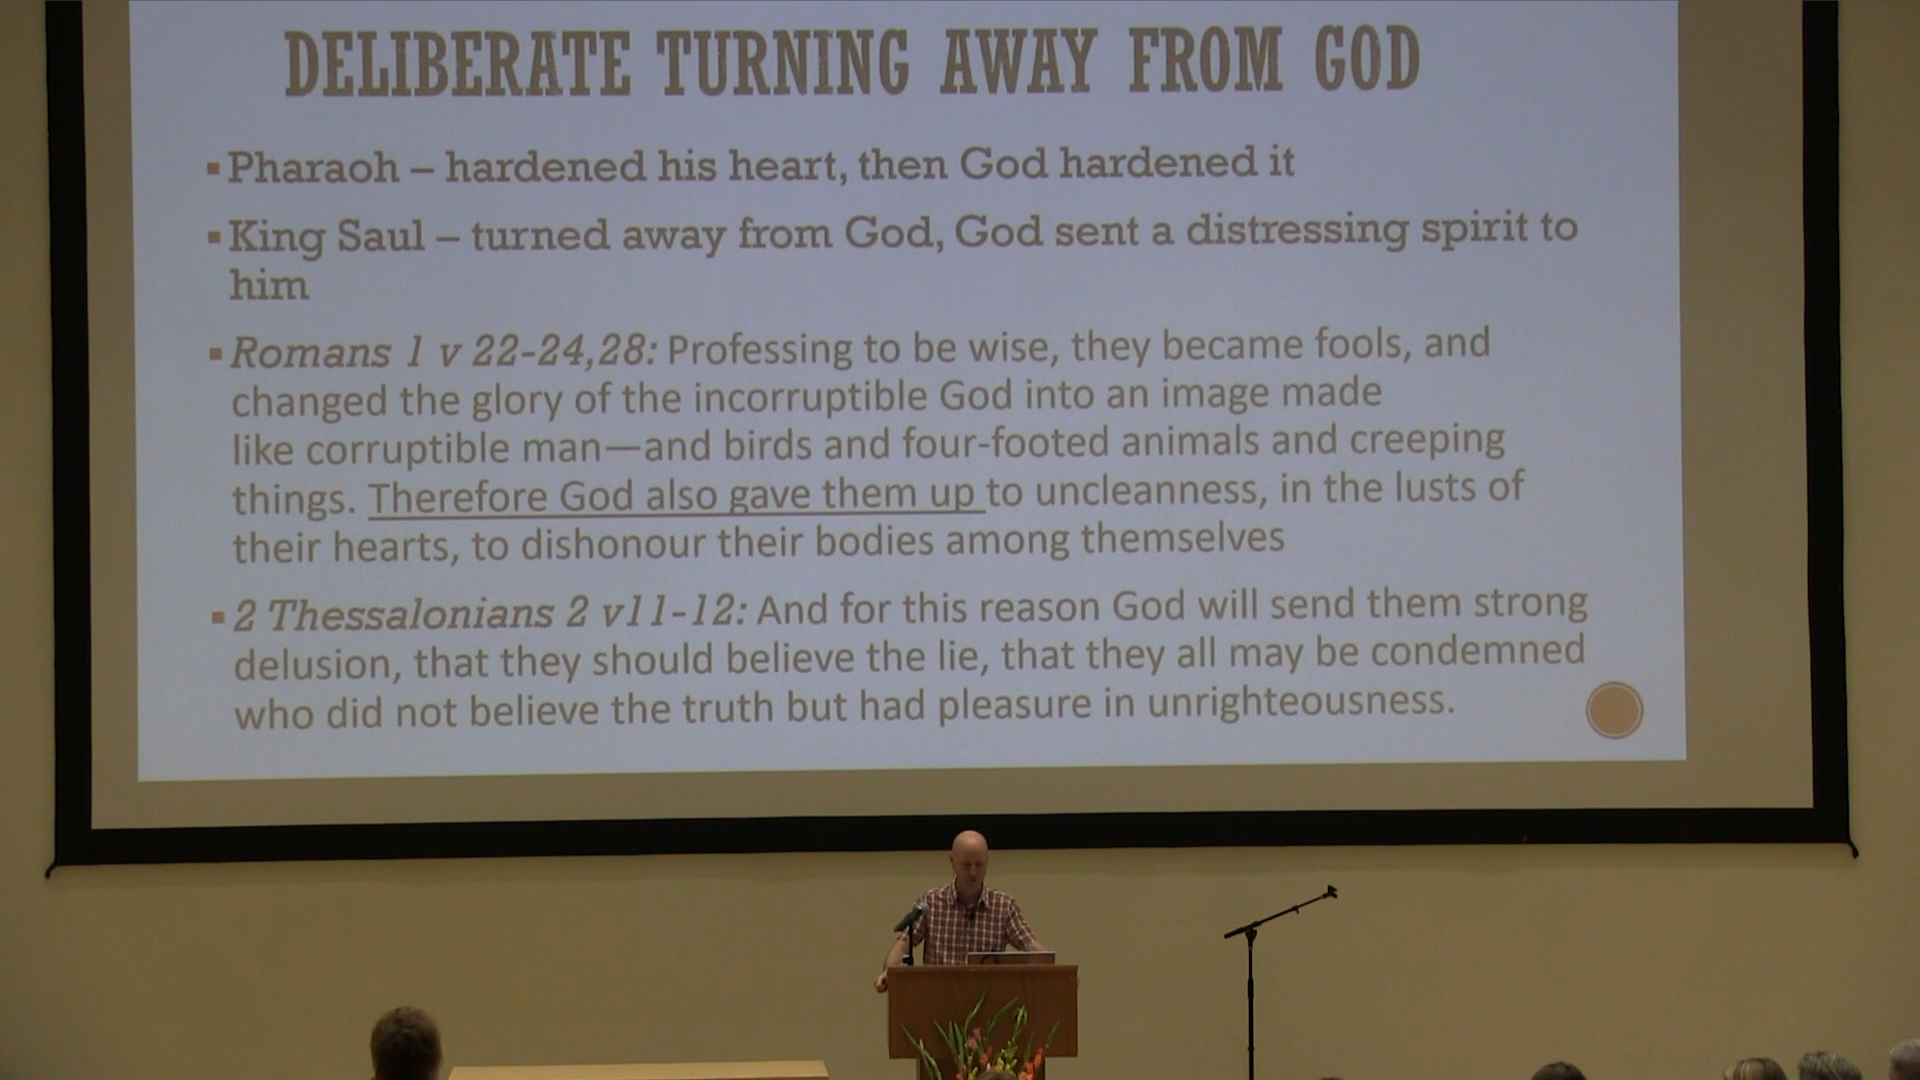 DELIBERATE TURNING AWAY FROM GOD
▪ Pharaoh – hardened his heart, then God hardened it
▪ King Saul – turned away from God, God sent a distressing spirit to
him
▪ Romans 1 v 22-24,28: Professing to be wise, they became fools, and
changed the glory of the incorruptible God into an image made
like corruptible man—and birds and four-footed animals and creeping
things. Therefore God also gave them up to uncleanness, in the lusts of
their hearts, to dishonour their bodies among themselves
▪ 2 Thessalonians 2 v11-12: And for this reason God will send them strong
delusion, that they should believe the lie, that they all may be condemned
who did not believe the truth but had pleasure in unrighteousness.